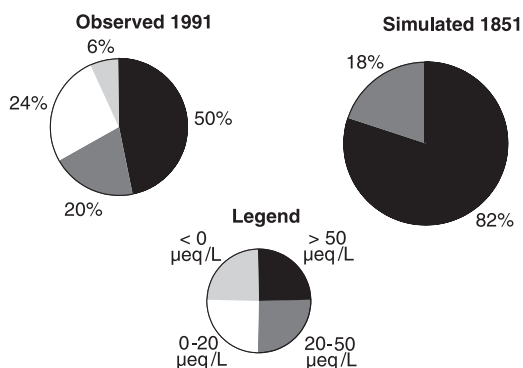 Observed 1991
6%
24%
50%
20%
Simulated 1851
18%
82%
Legend
< 0
µeq/L
> 50
µeq/L
0-20
µeq/L
20-50
µeq/L